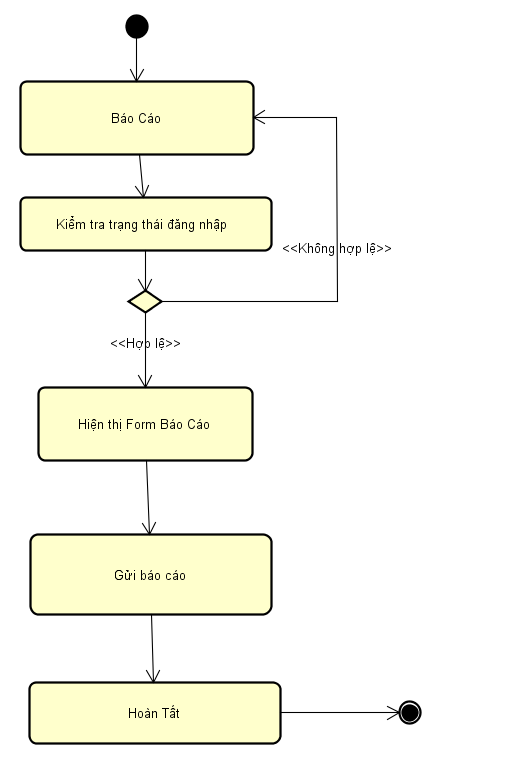 Báo Cáo
Kiểm tra trạng thái đăng nhập
<<Không hợp lệ>>
<<Hợp lệ>>
Hiện thị Form Báo Cáo
Gửi báo cáo
Hoàn Tất